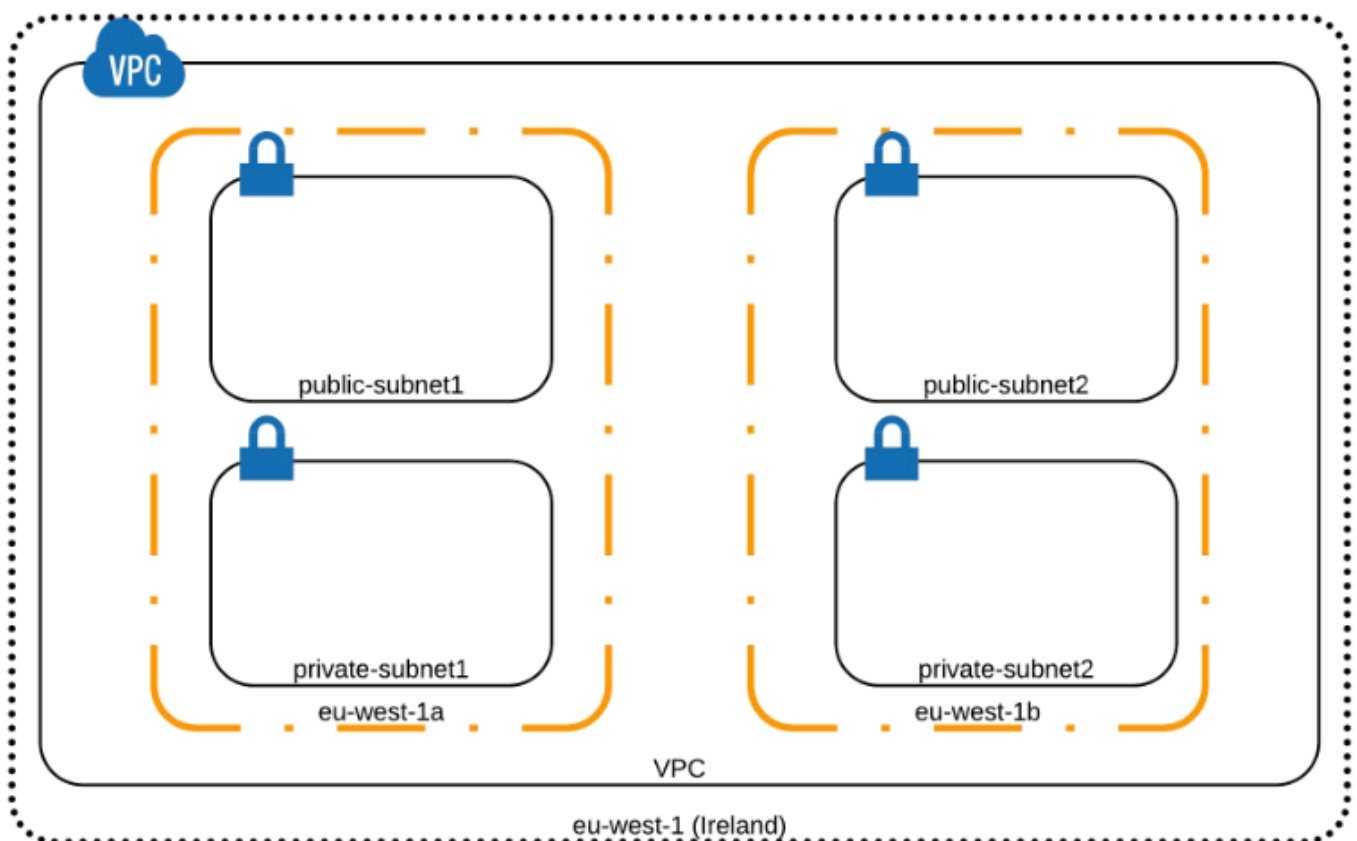 VPC
public-subnet1
public-subnet2
private-subnet1
private-subnet2
eu-west-1a
eu-west-1b
VPC
eu-west-1 (Ireland)